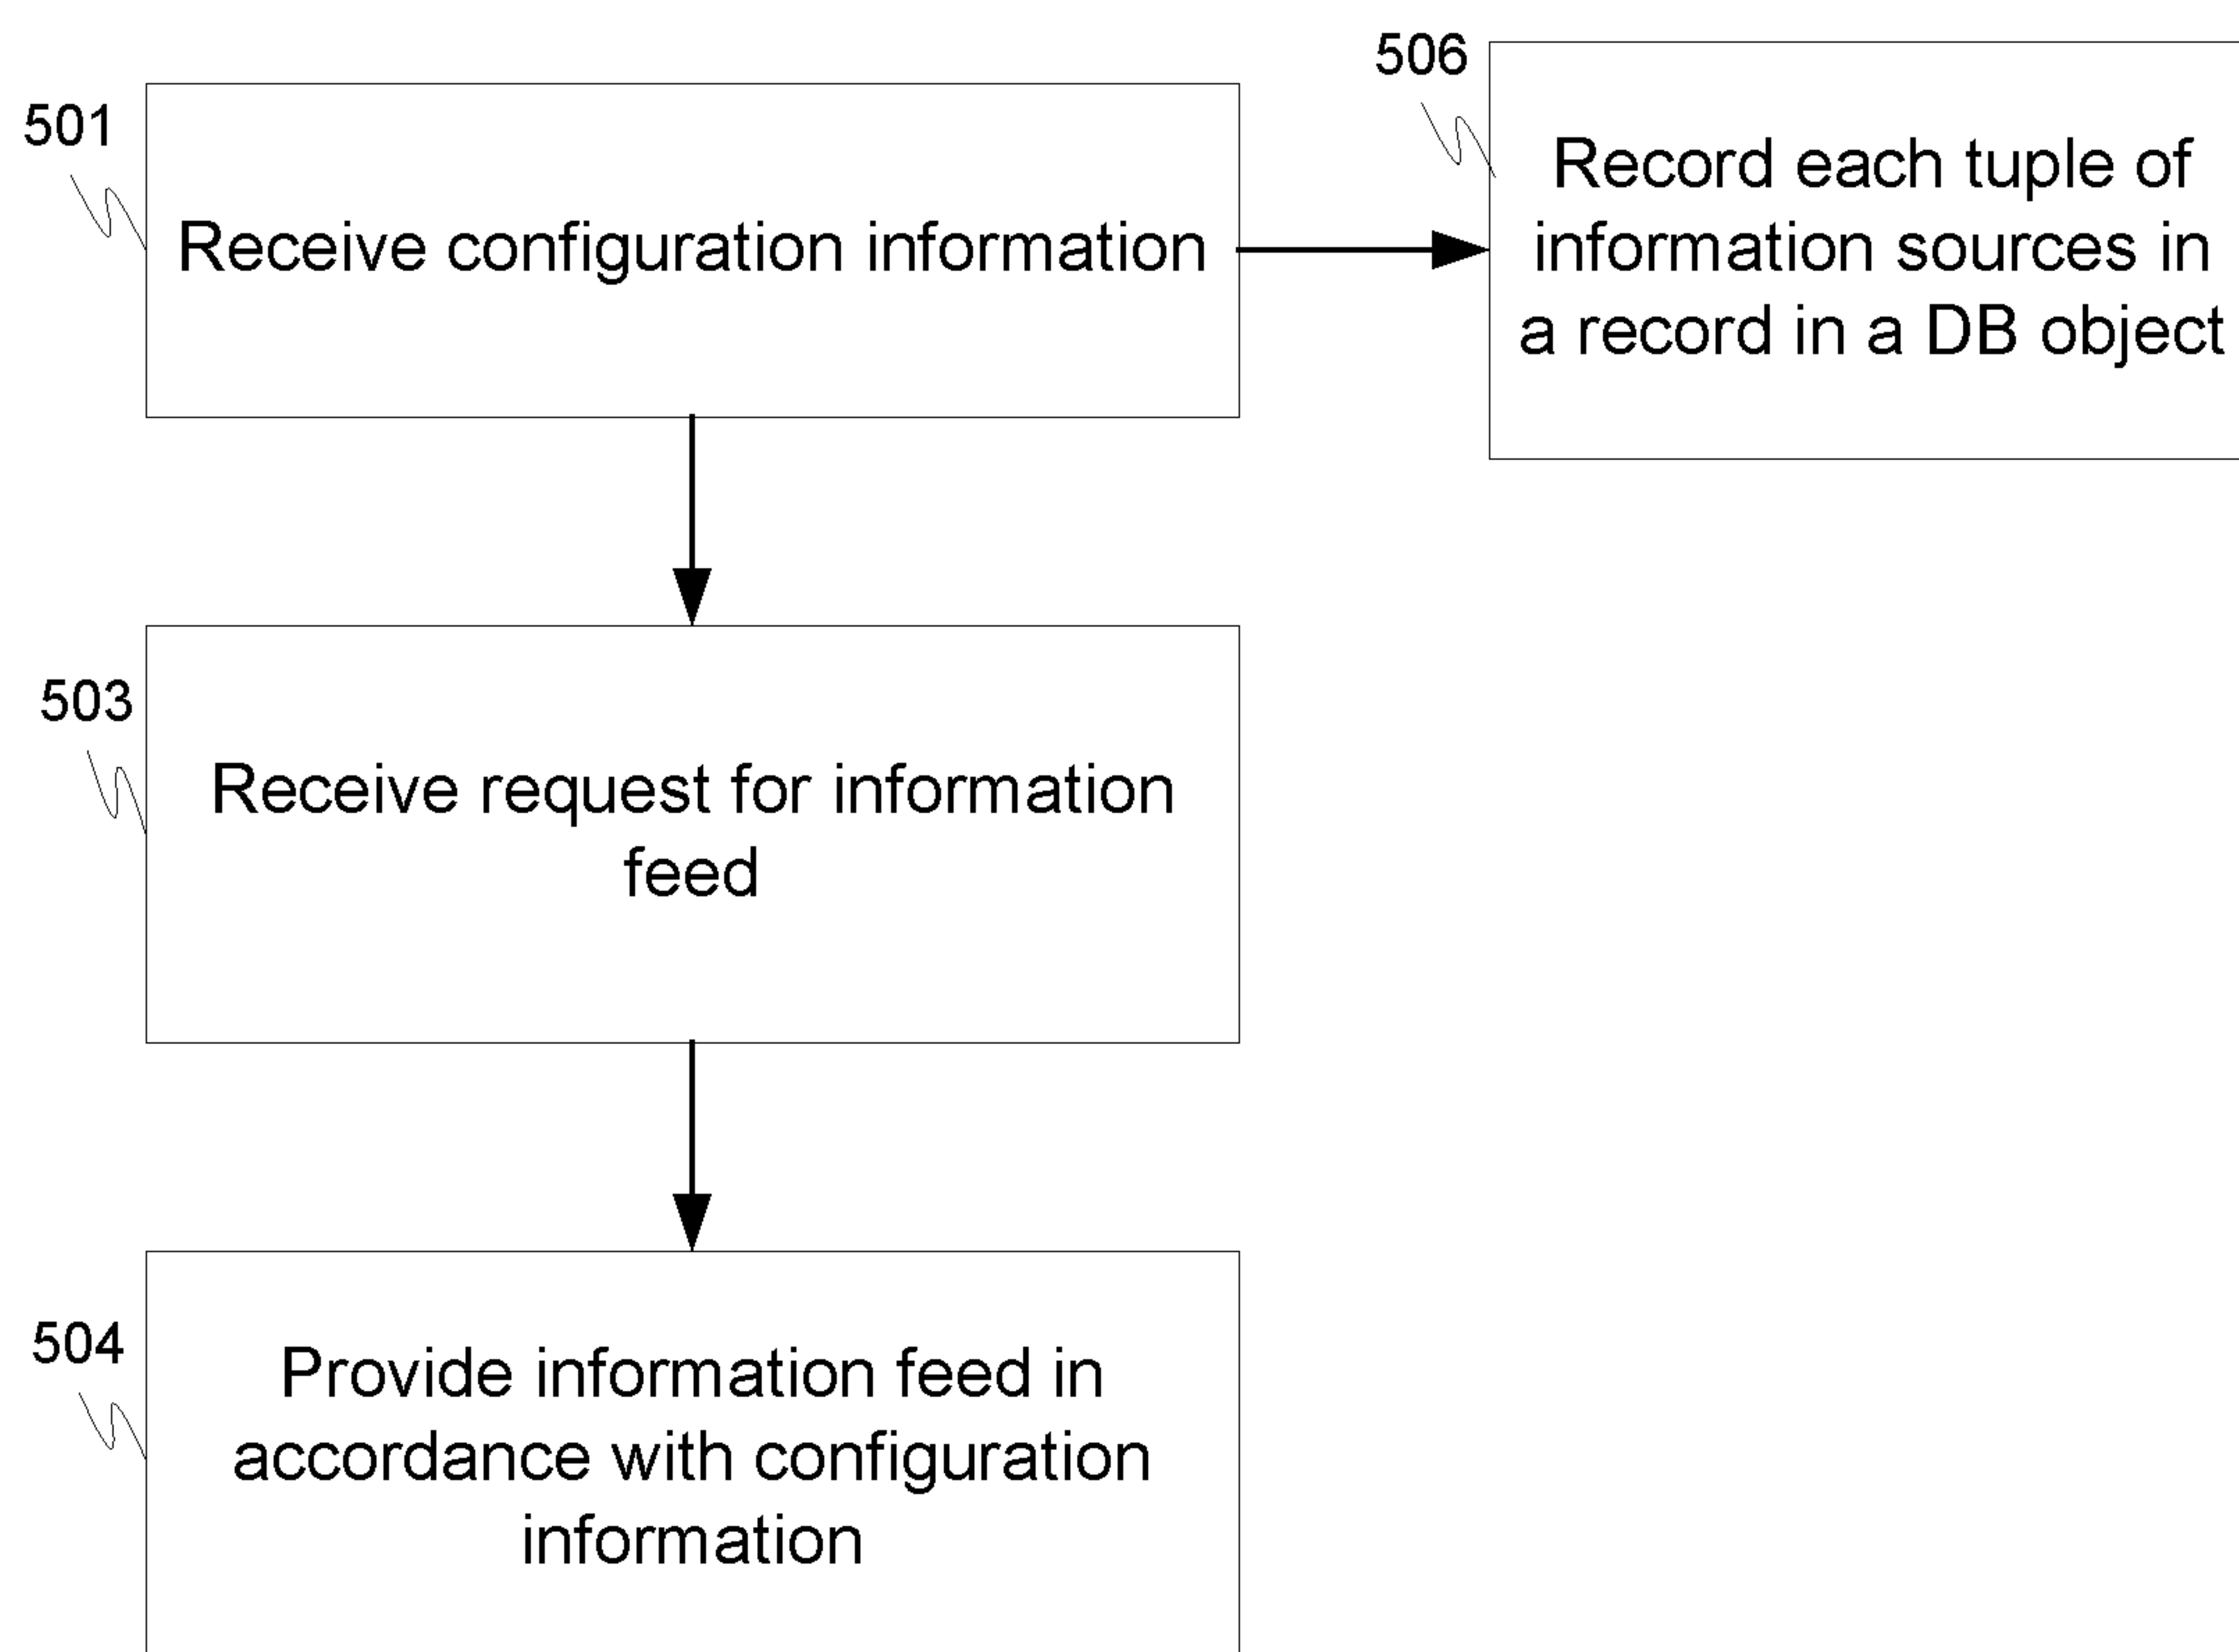 501
Receive configuration information
506
Record each tuple of
information sources in
a record in a DB object
503
Receive request for information
feed
504
Provide information feed in
accordance with configuration
information